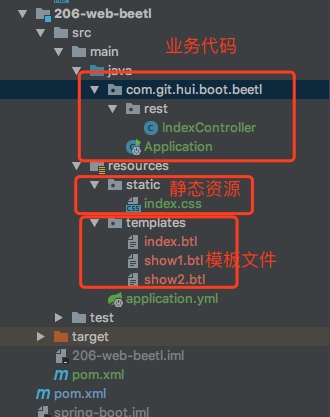 206-web-beetl
src
main
业务代码
java
com.git.hui.boot.beetl
rest
IndexController
Application
resources
static 静态资源
index.css
templates
index.btl
show1.btl 模板文件
show2.btl
application.yml
test
target
206-web-beetl.iml
pom.xml
pom.xml
spring-boot.iml